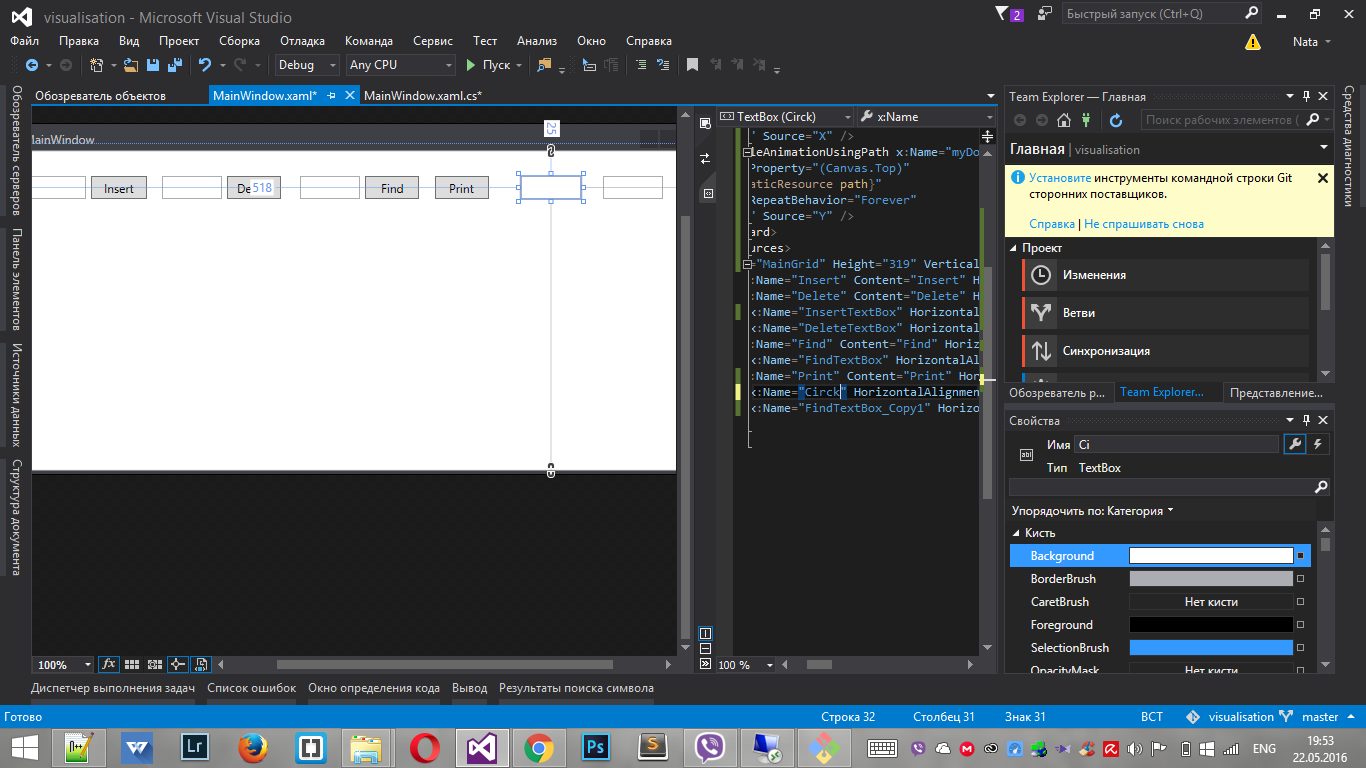 visualisation - Microsoft Visual Studio
2
Быстрый запуск (Ctrl+Q)
Файл Правка Вид Проект Сборка Отладка Команда Сервис Тест Анализ Окно Справка
Nata
Debug Any CPU Пуск
Обозреватель серверов
Панель элементов
Источники данных
Структура документа
Обозреватель объектов MainWindow.xaml* MainWindow.xaml.cs*
MainWindow
25
Insert De 518 Find Print
100%
TextBox (Circk) x:Name
" Source="X" />
leAnimationUsingPath x:Name="myDo
Property="(Canvas.Top)"
aticResource path}"
RepeatBehavior="Forever"
" Source="Y" />
ard>
urces>
="MainGrid" Height="319" Vertical
:Name="Insert" Content="Insert" H
:Name="Delete" Content="Delete" H
x:Name="InsertTextBox" Horizontal
x:Name="DeleteTextBox" Horizontal
:Name="Find" Content="Find" Horiz
x:Name="FindTextBox" HorizontalAl
:Name="Print" Content="Print" Hor
x:Name="Circk" HorizontalAlignmen
x:Name="FindTextBox_Copy1" Horizo
100 %
Team Explorer — Главная
Поиск рабочих элементов (
Главная | visualisation
Установите инструменты командной строки Git
сторонних поставщиков.
Справка | Не спрашивать снова
Проект
Изменения
Ветви
Синхронизация
Обозреватель р... Team Explorer... Представление...
Средства диагностики
Свойства
Имя Ci
Тип TextBox
Упорядочить по: Категория
Кисть
Background
BorderBrush
CaretBrush Нет кисти
Foreground
SelectionBrush
OpacityMask Нет кисти
Диспетчер выполнения задач Список ошибок Окно определения кода Вывод Результаты поиска символа
Готово Строка 32 Столбец 31 Знак 31 ВСТ visualisation master
Lr Ps S
ENG
19:53
22.05.2016